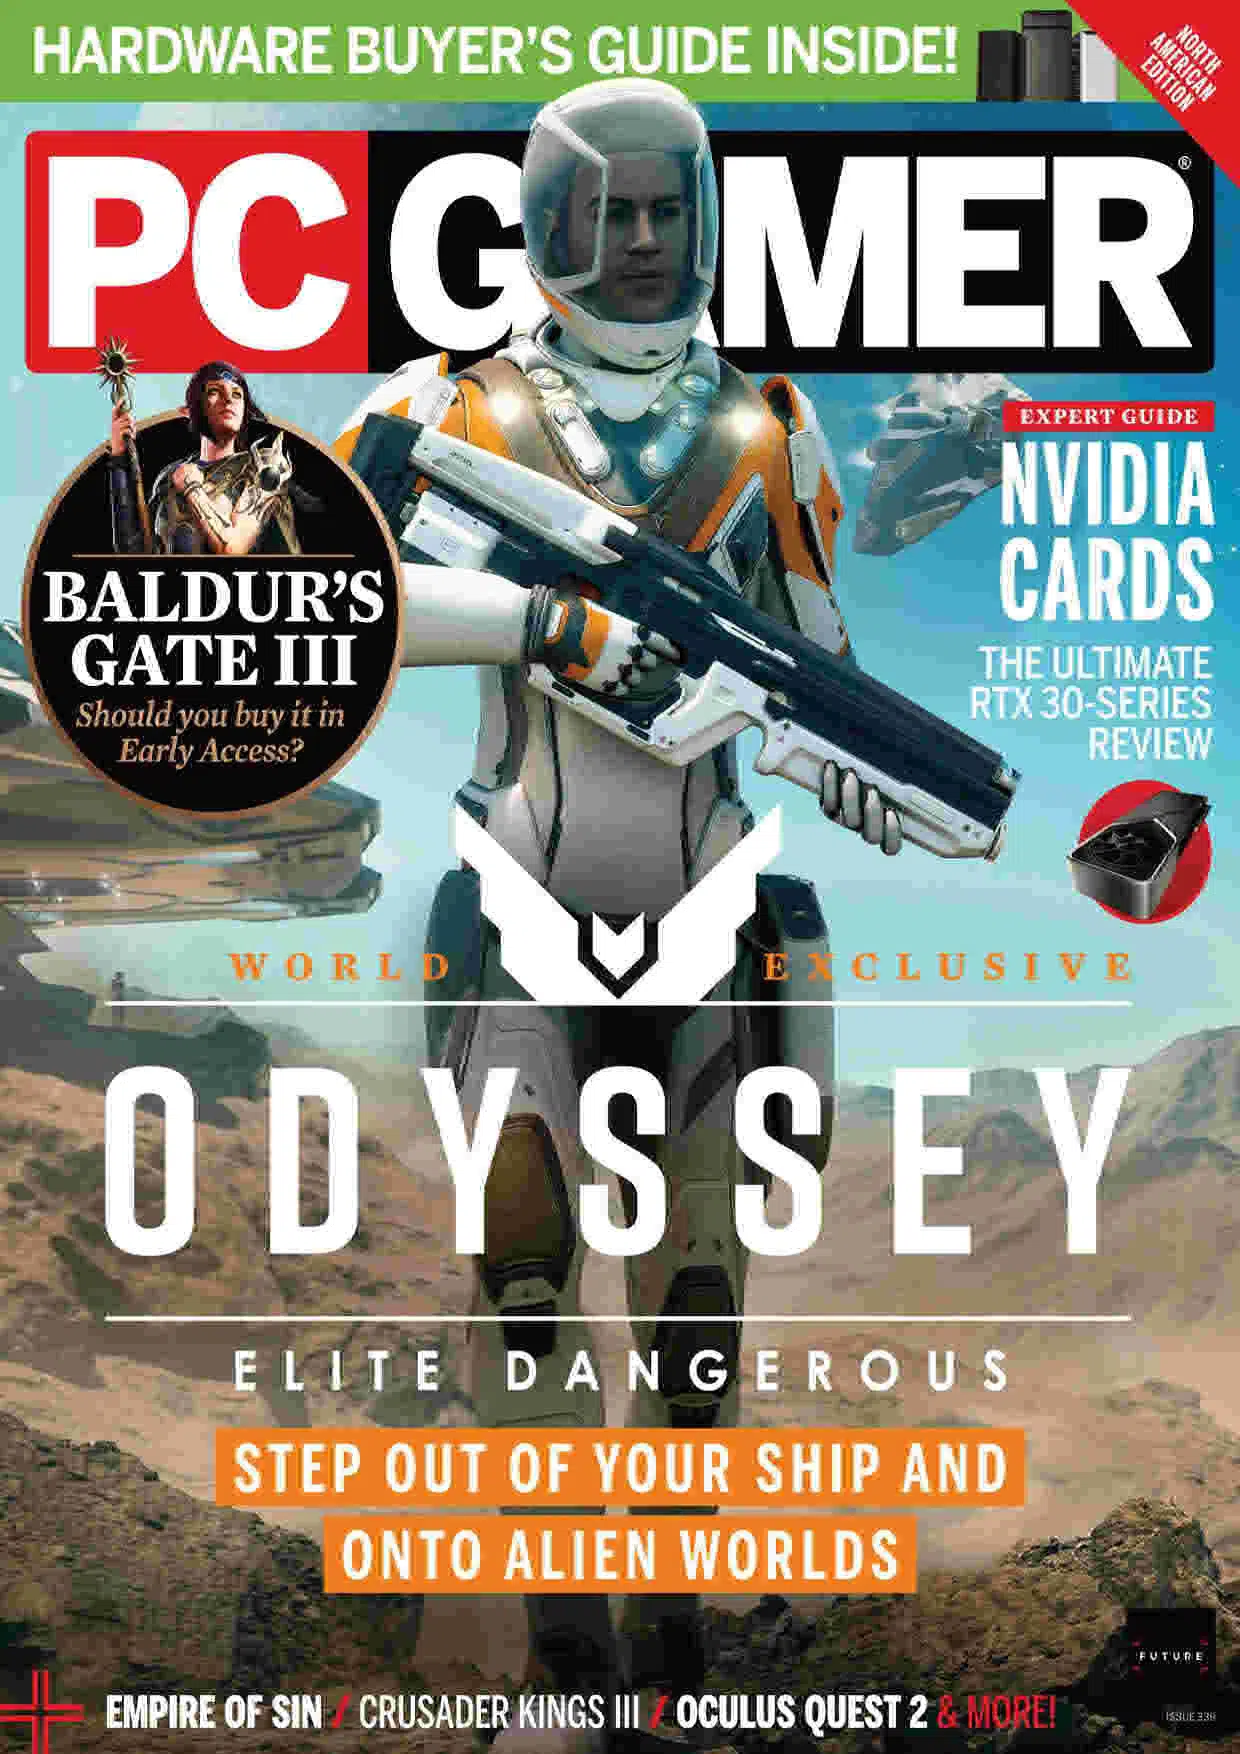 HARDWARE BUYER'S GUIDE INSIDE!
NORTH
AMERICAN
EDITION
PC GAMER®
EXPERT GUIDE
NVIDIA
CARDS
THE ULTIMATE
RTX 30-SERIES
REVIEW
BALDUR'S
GATE III
Should you buy it in
Early Access?
WORLD EXCLUSIVE
ODYSSEY
ELITE DANGEROUS
STEP OUT OF YOUR SHIP AND
ONTO ALIEN WORLDS
FUTURE
EMPIRE OF SIN / CRUSADER KINGS III / OCULUS QUEST 2 & MORE!
ISSUE